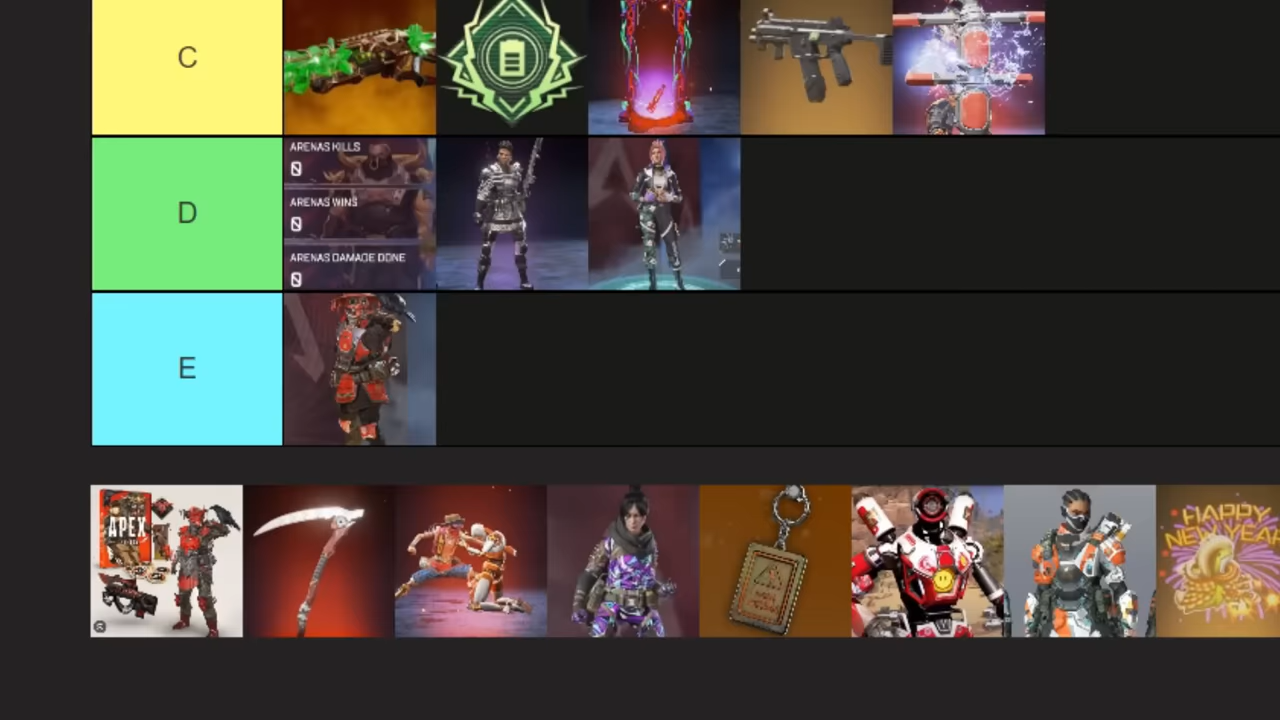 C
ARENAS KILLS
0
ARENAS WINS
0
ARENAS DAMAGE DONE
0
D
E
APEX
HAPPY
NEW YEAR